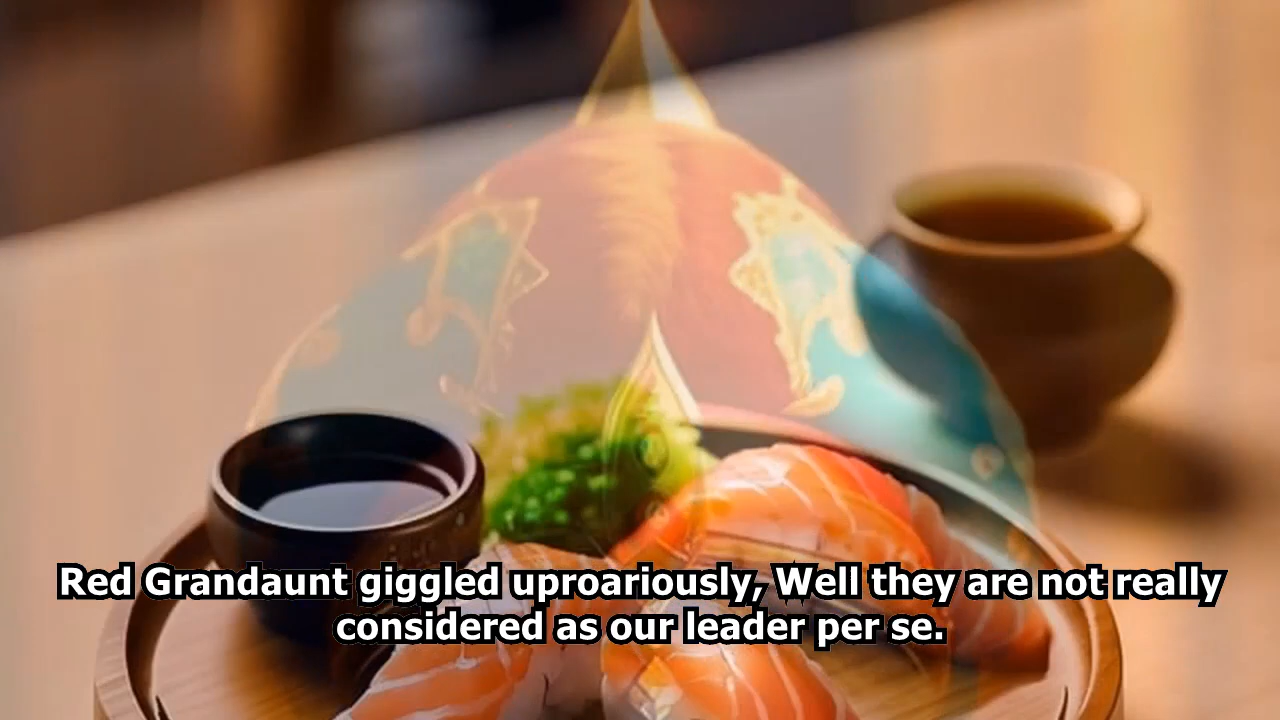 Red Grandaunt giggled uproariously, Well they are not really
considered as our leader per se.